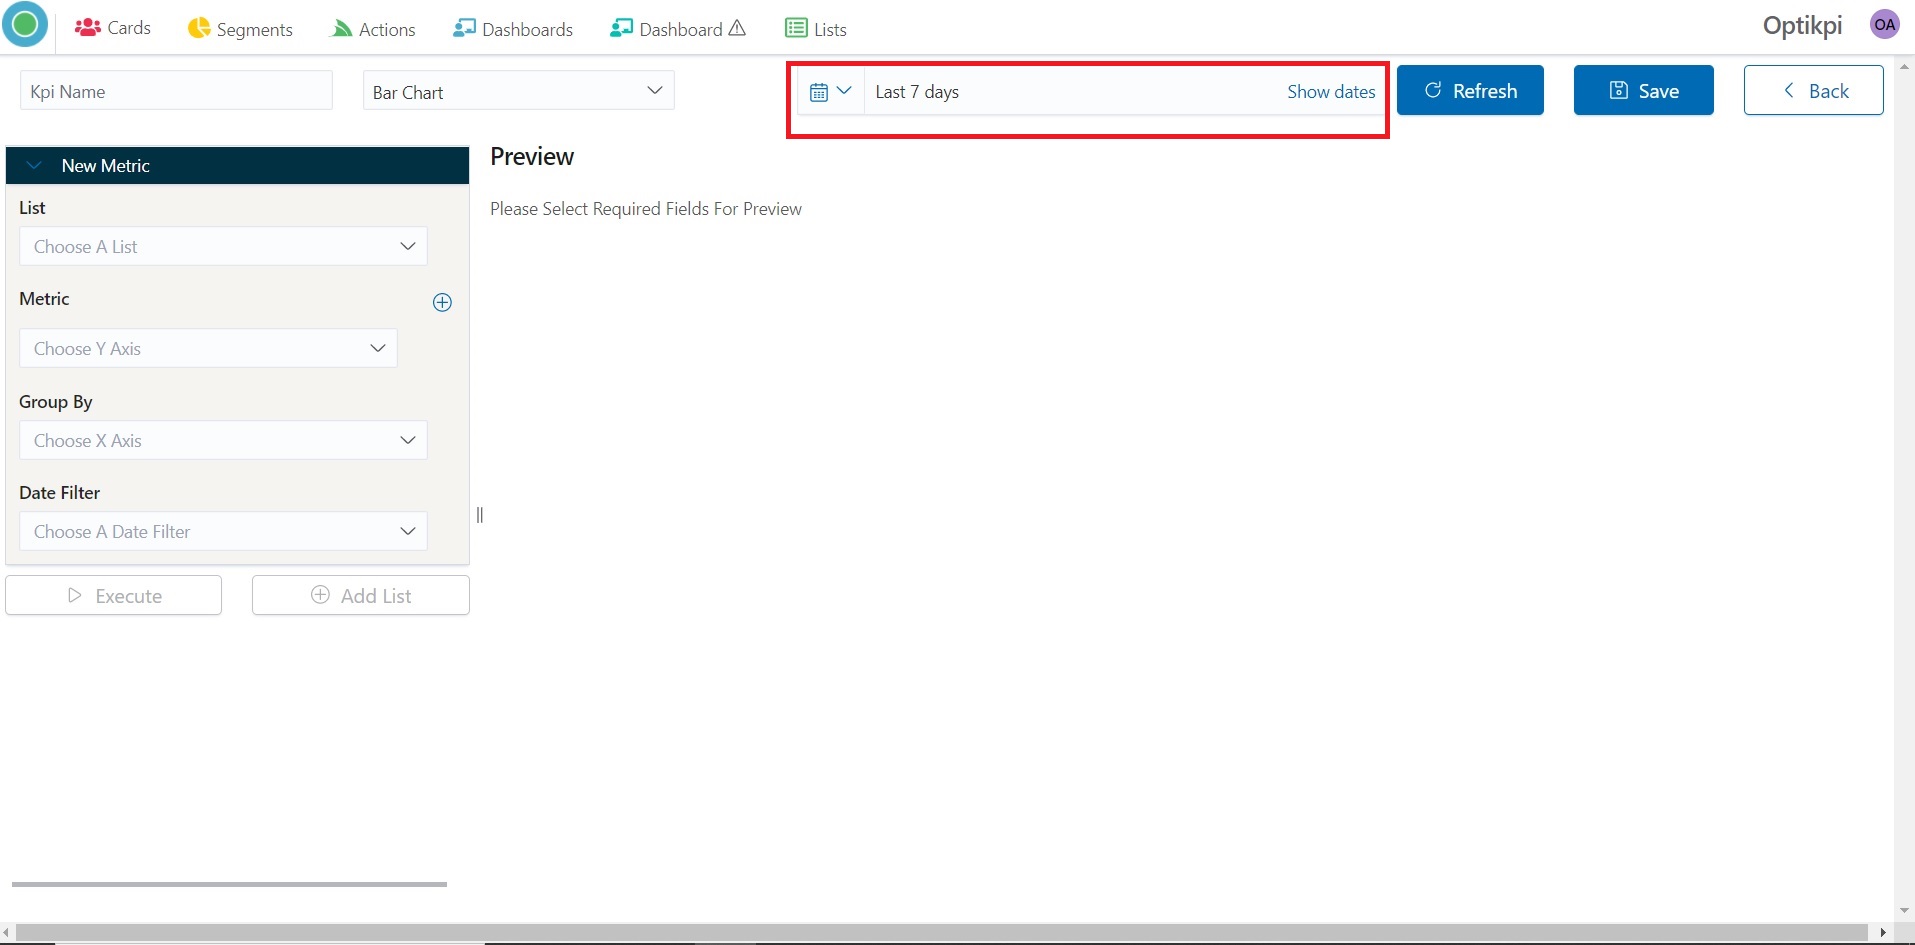 Cards Segments Actions Dashboards Dashboard Lists Optikpi OA
Kpi Name Bar Chart Last 7 days Show dates Refresh Save Back
New Metric
Preview
List
Please Select Required Fields For Preview
Choose A List
Metric
Choose Y Axis
Group By
Choose X Axis
Date Filter
Choose A Date Filter
Execute Add List